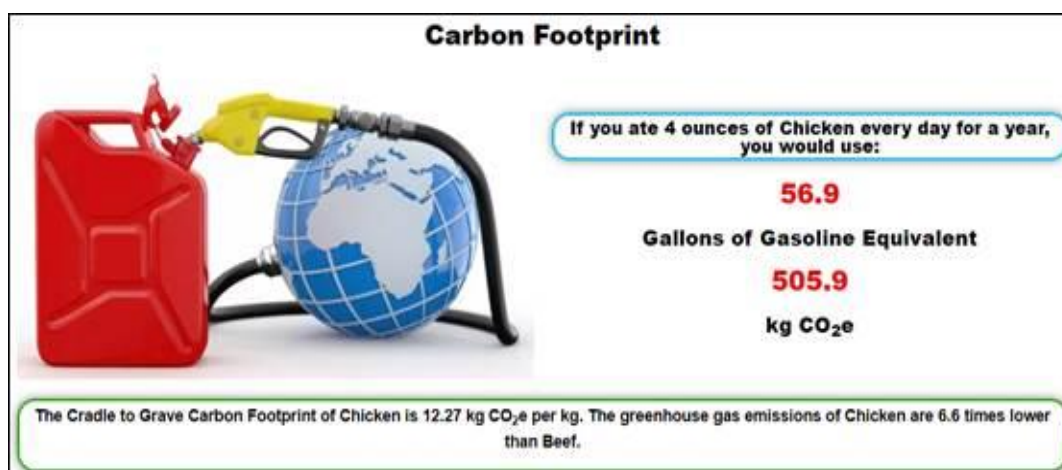 Carbon Footprint
If you ate 4 ounces of Chicken every day for a year,
you would use:
56.9
Gallons of Gasoline Equivalent
505.9
kg CO₂e
The Cradle to Grave Carbon Footprint of Chicken is 12.27 kg CO₂e per kg. The greenhouse gas emissions of Chicken are 6.6 times lower
than Beef.